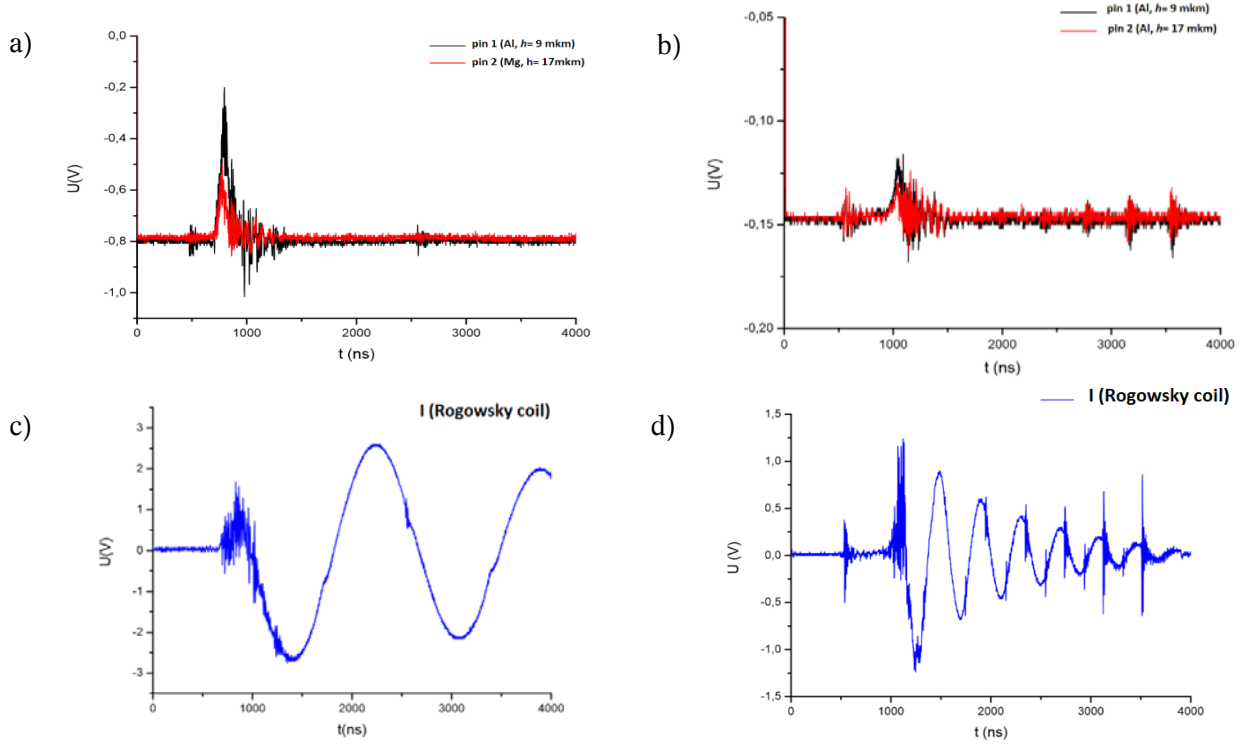 a)
0,0
-0,2
-0,4
-0,6
-0,8
-1,0
U(V)
pin 1 (Al, h= 9 mkm)
pin 2 (Mg, h= 17mkm)
0 1000 2000 3000 4000
t (ns)
b)
-0,05
-0,10
-0,15
-0,20
U(V)
pin 1 (Al, h= 9 mkm)
pin 2 (Al, h= 17 mkm)
0 1000 2000 3000 4000
t (ns)
c)
I (Rogowsky coil)
3
2
1
0
-1
-2
-3
U(V)
0 1000 2000 3000 4000
t(ns)
d)
I (Rogowsky coil)
1,5
1,0
0,5
0,0
-0,5
-1,0
-1,5
U (V)
0 1000 2000 3000 4000
t(ns)